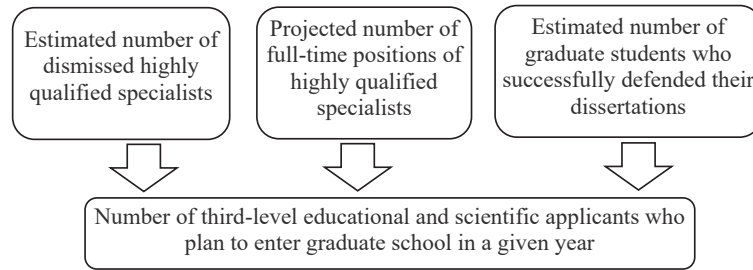 Estimated number of
dismissed highly
qualified specialists
Projected number of
full-time positions of
highly qualified
specialists
Estimated number of
graduate students who
successfully defended their
dissertations
Number of third-level educational and scientific applicants who
plan to enter graduate school in a given year